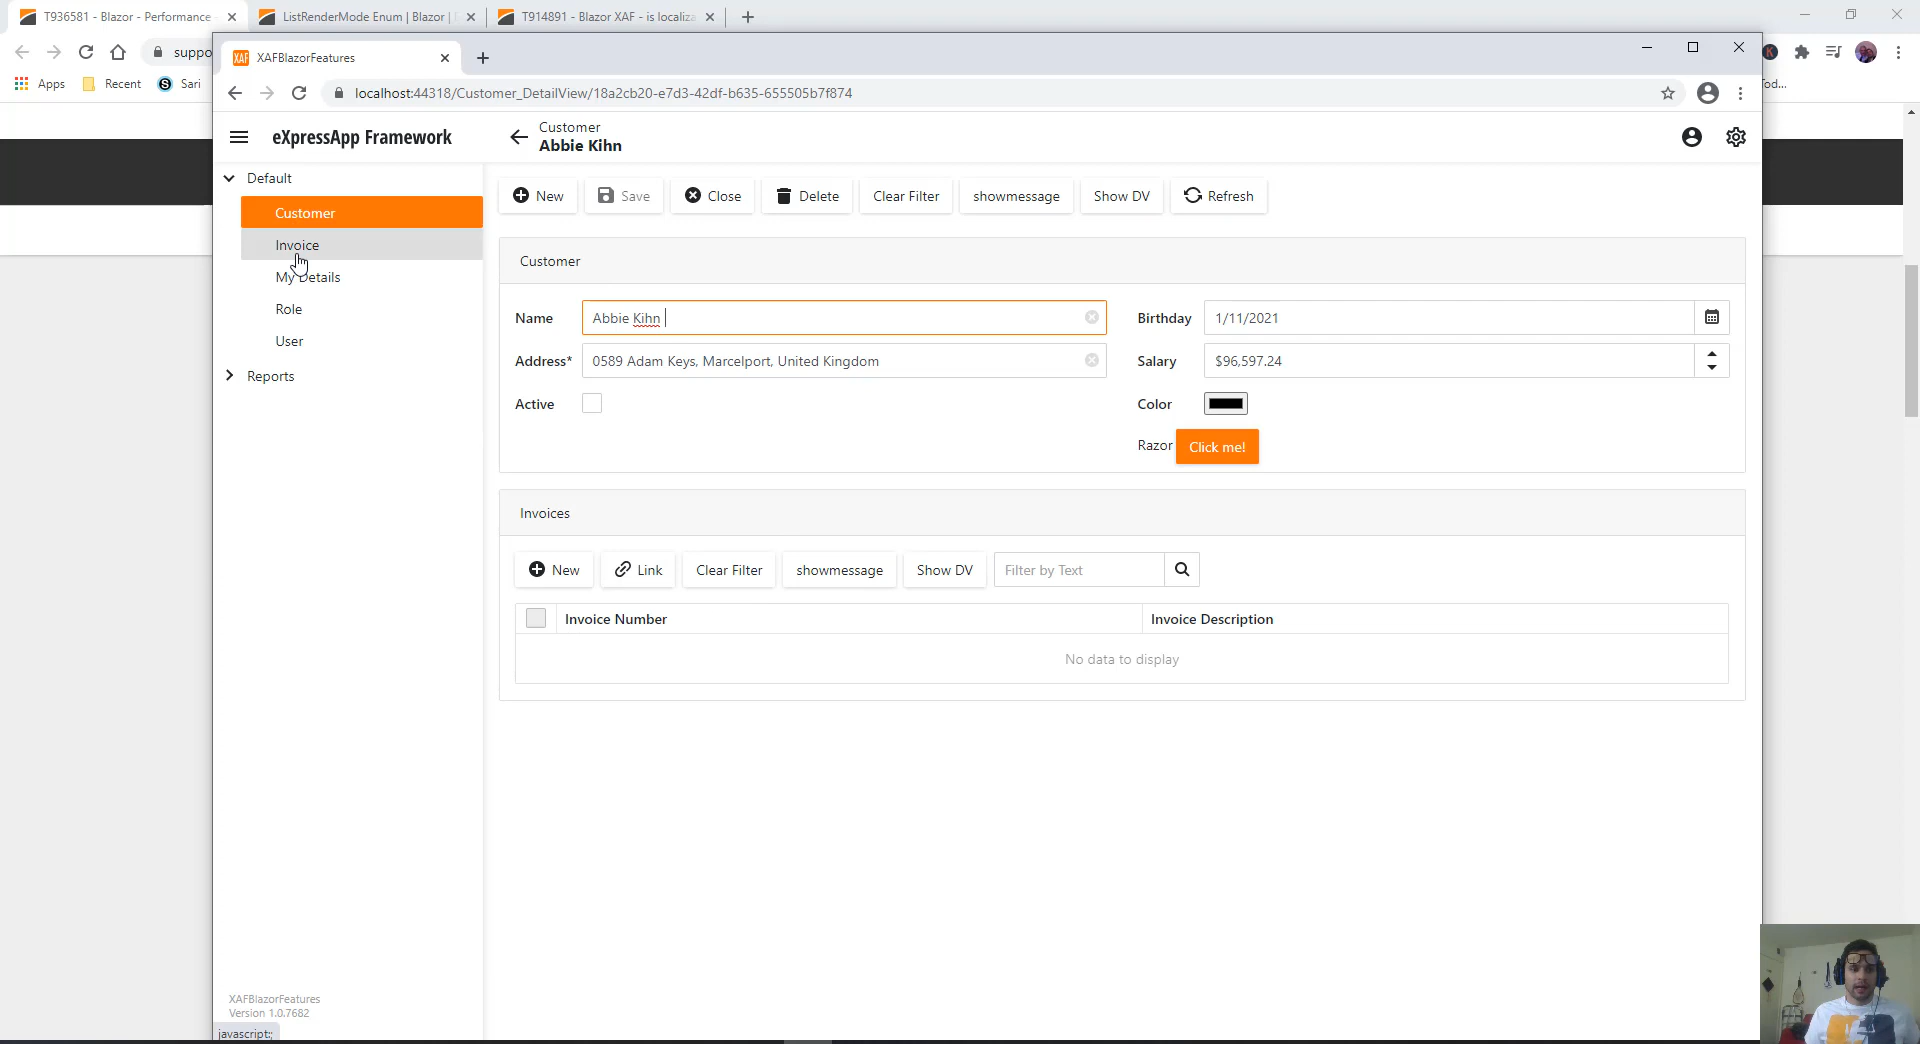 T936581 - Blazor - Performance
ListRenderMode Enum | Blazor |
T914891 - Blazor XAF - is localiza
suppo
Apps
Recent
Sari
K
od...
XAF
XAFBlazorFeatures
localhost:44318/Customer_DetailView/18a2cb20-e7d3-42df-b635-655505b7f874
eXpressApp Framework
Customer
Abbie Kihn
Default
Customer
Invoice
My Details
Role
User
Reports
New
Save
Close
Delete
Clear Filter
showmessage
Show DV
Refresh
Customer
Name
Abbie Kihn
Birthday
1/11/2021
Address*
0589 Adam Keys, Marcelport, United Kingdom
Salary
$96,597.24
Active
Color
Razor
Click me!
Invoices
New
Link
Clear Filter
showmessage
Show DV
Filter by Text
Invoice Number
Invoice Description
No data to display
XAFBlazorFeatures
Version 1.0.7682
javascript:;